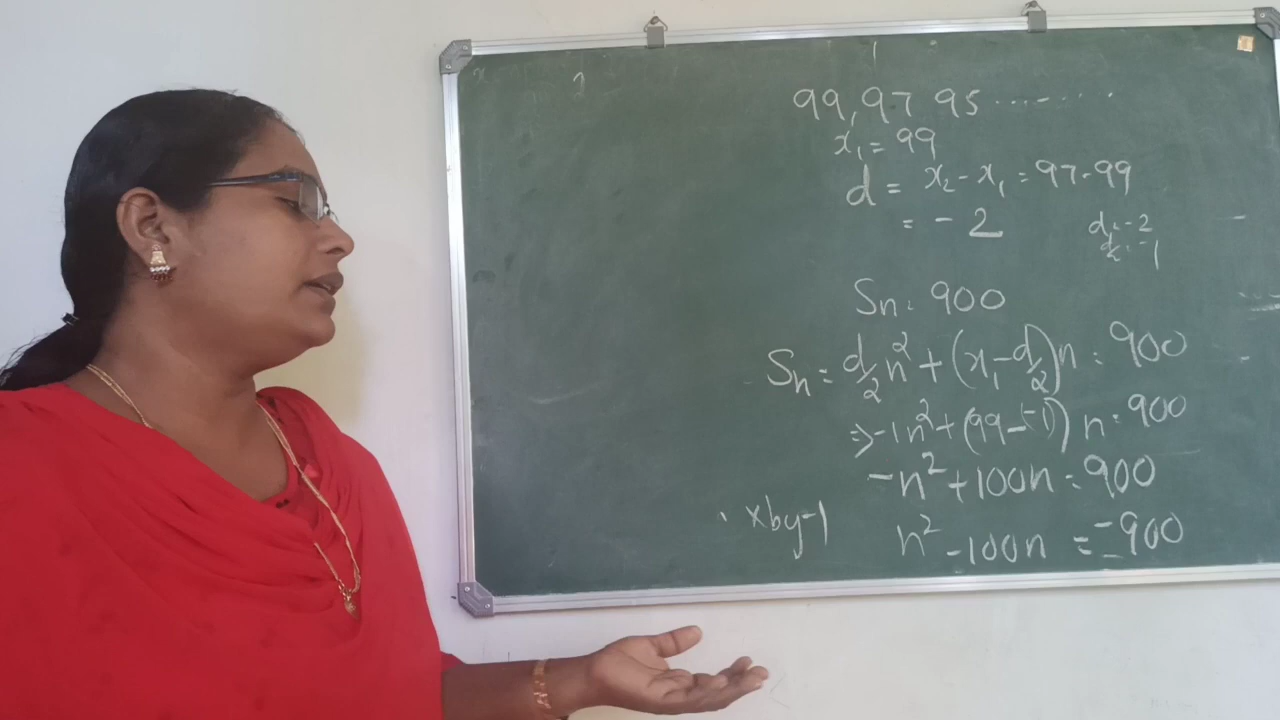 99, 97 95 .........
x₁ = 99
d = x₂ - x₁ = 97-99
= - 2
d = -2
d/2 = -1
Sn = 900
Sn = d/2 n² + (x₁ - d/2)n = 900
⇒ -1n² + (99-(-1)) n = 900
-n² + 100n = 900
x by -1
n² - 100n = -900